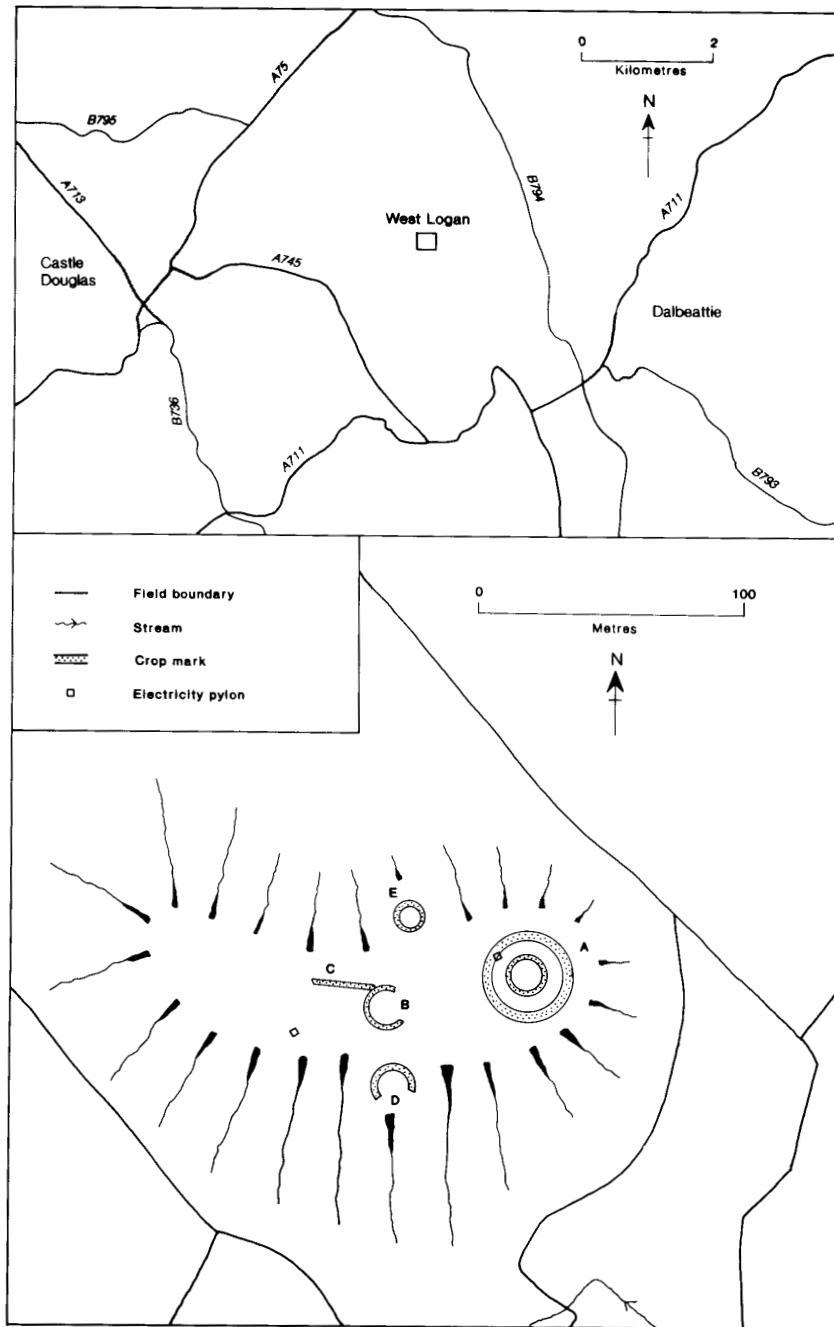 0 2
Kilometres
N
A75
B795
A713
B794
A711
West Logan
Castle
Douglas
A745
Dalbeattie
B736
A711
B793
Field boundary
Stream
Crop mark
Electricity pylon
0 100
Metres
N
E
A
C
B
D